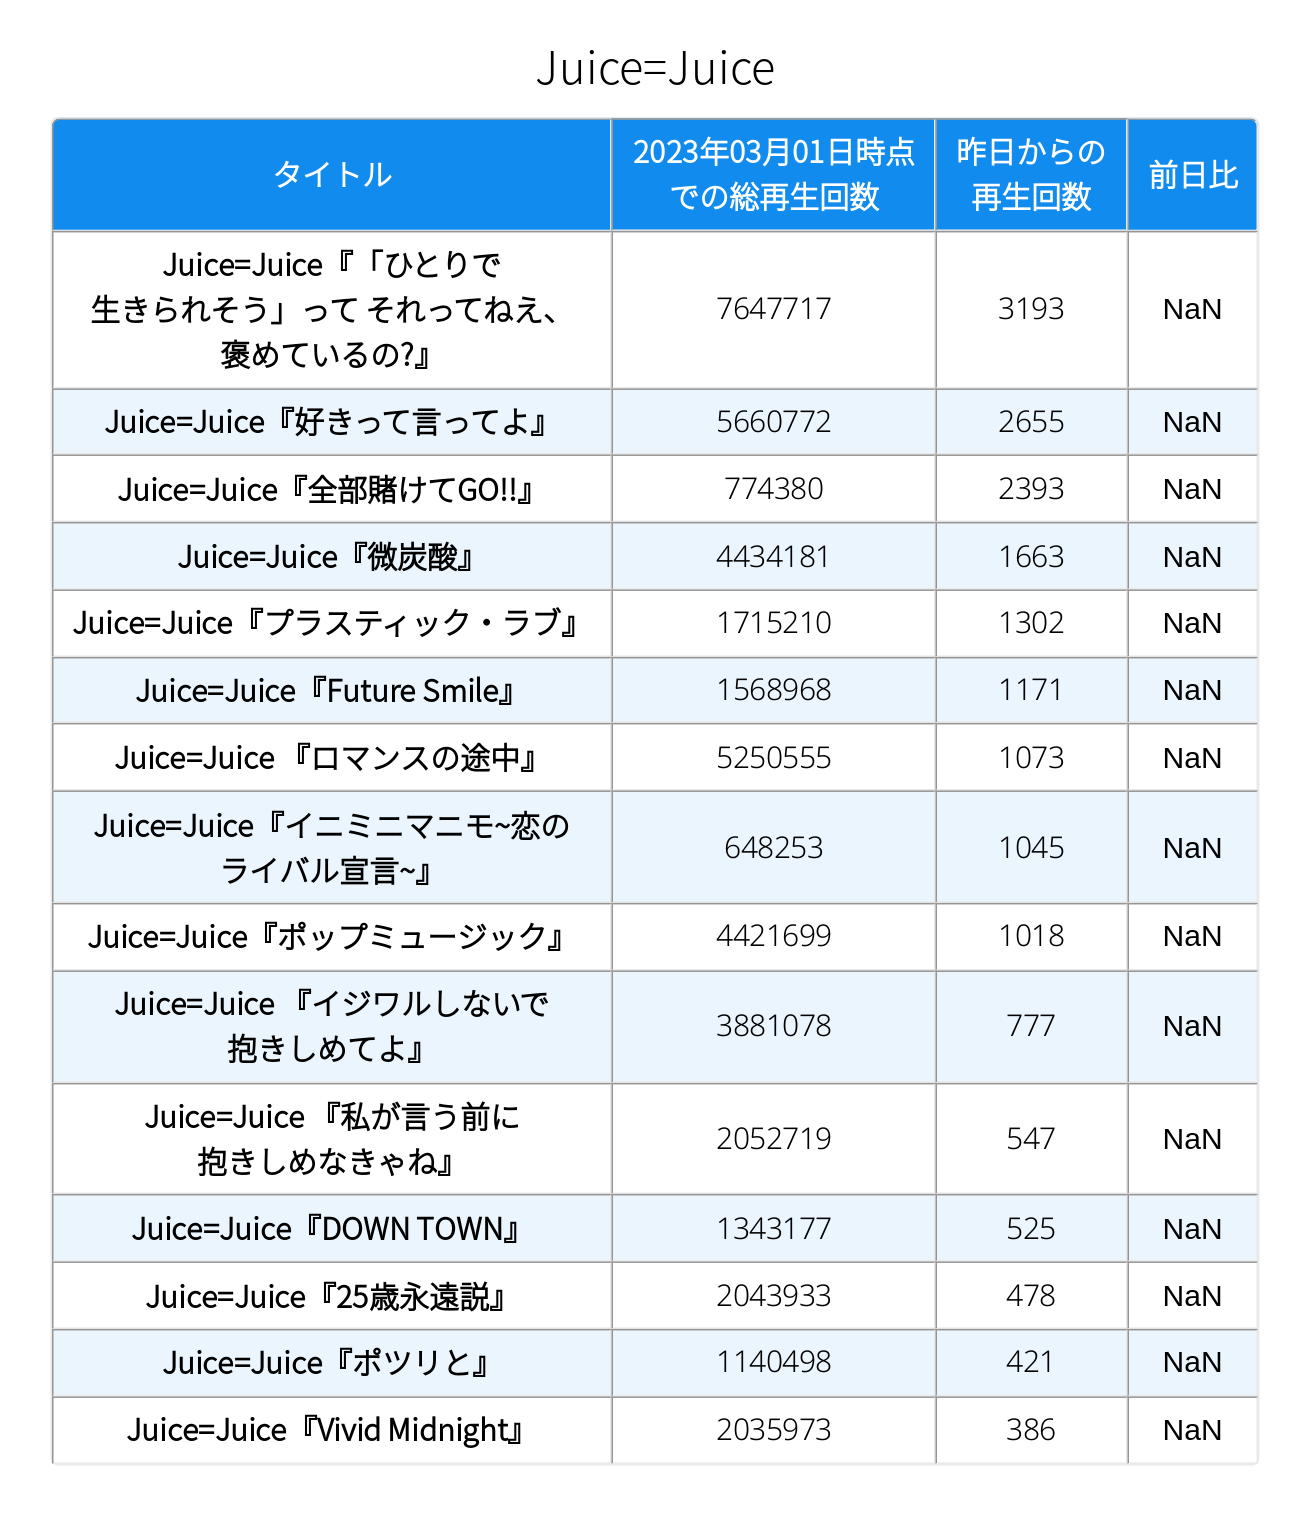 Juice=Juice
タイトル
2023年03月01日時点
での総再生回数
昨日からの
再生回数
前日比
Juice=Juice『「ひとりで
生きられそう」って それってねえ、
褒めているの?』
7647717
3193
NaN
Juice=Juice『好きって言ってよ』
5660772
2655
NaN
Juice=Juice『全部賭けてGO!!』
774380
2393
NaN
Juice=Juice『微炭酸』
4434181
1663
NaN
Juice=Juice『プラスティック・ラブ』
1715210
1302
NaN
Juice=Juice『Future Smile』
1568968
1171
NaN
Juice=Juice 『ロマンスの途中』
5250555
1073
NaN
Juice=Juice『イニミニマニモ~恋の
ライバル宣言~』
648253
1045
NaN
Juice=Juice『ポップミュージック』
4421699
1018
NaN
Juice=Juice 『イジワルしないで
抱きしめてよ』
3881078
777
NaN
Juice=Juice 『私が言う前に
抱きしめなきゃね』
2052719
547
NaN
Juice=Juice『DOWN TOWN』
1343177
525
NaN
Juice=Juice『25歳永遠説』
2043933
478
NaN
Juice=Juice『ポツリと』
1140498
421
NaN
Juice=Juice『Vivid Midnight』
2035973
386
NaN